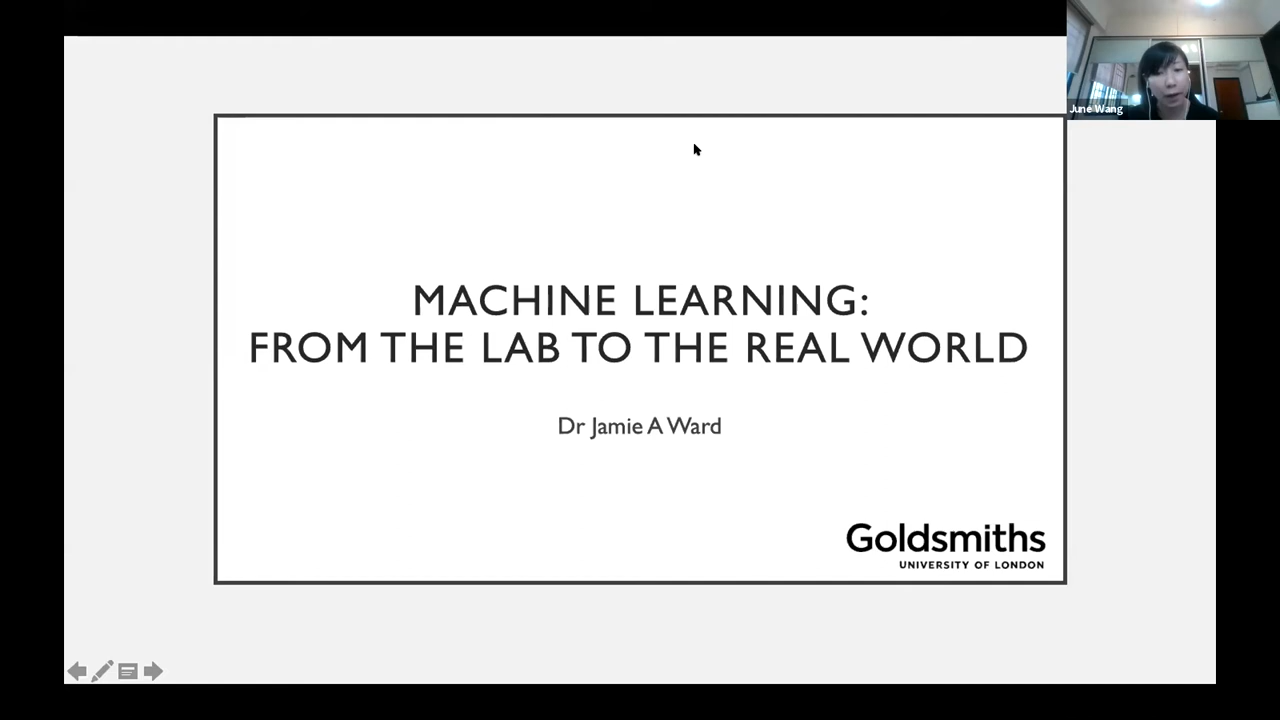 June Wang
MACHINE LEARNING:
FROM THE LAB TO THE REAL WORLD
Dr Jamie A Ward
Goldsmiths
UNIVERSITY OF LONDON